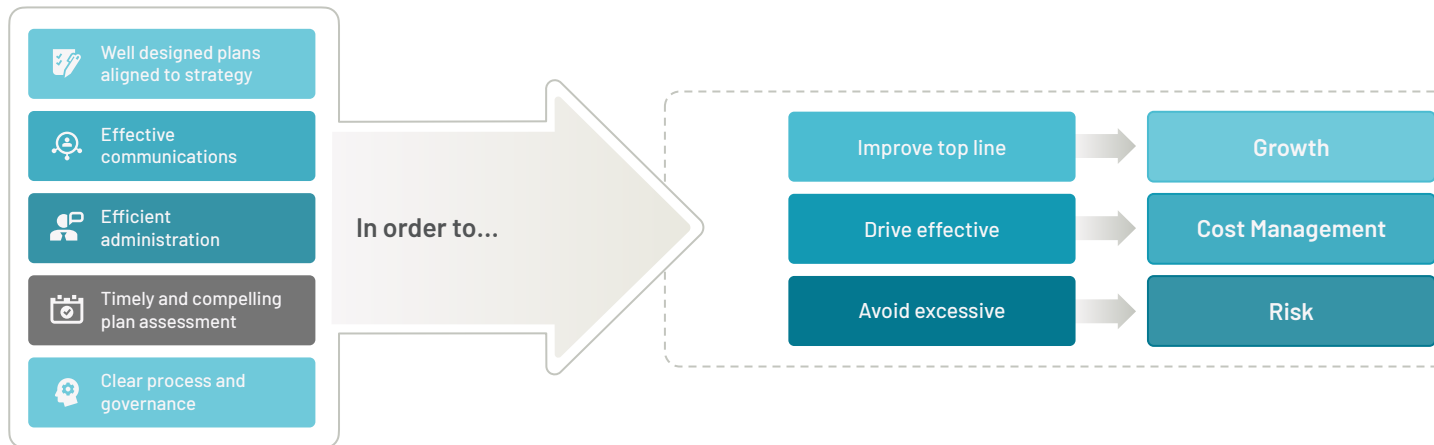 Well designed plans
aligned to strategy
Effective
communications
Efficient
administration
Timely and compelling
plan assessment
Clear process and
governance
In order to...
Improve top line
Growth
Drive effective
Cost Management
Avoid excessive
Risk